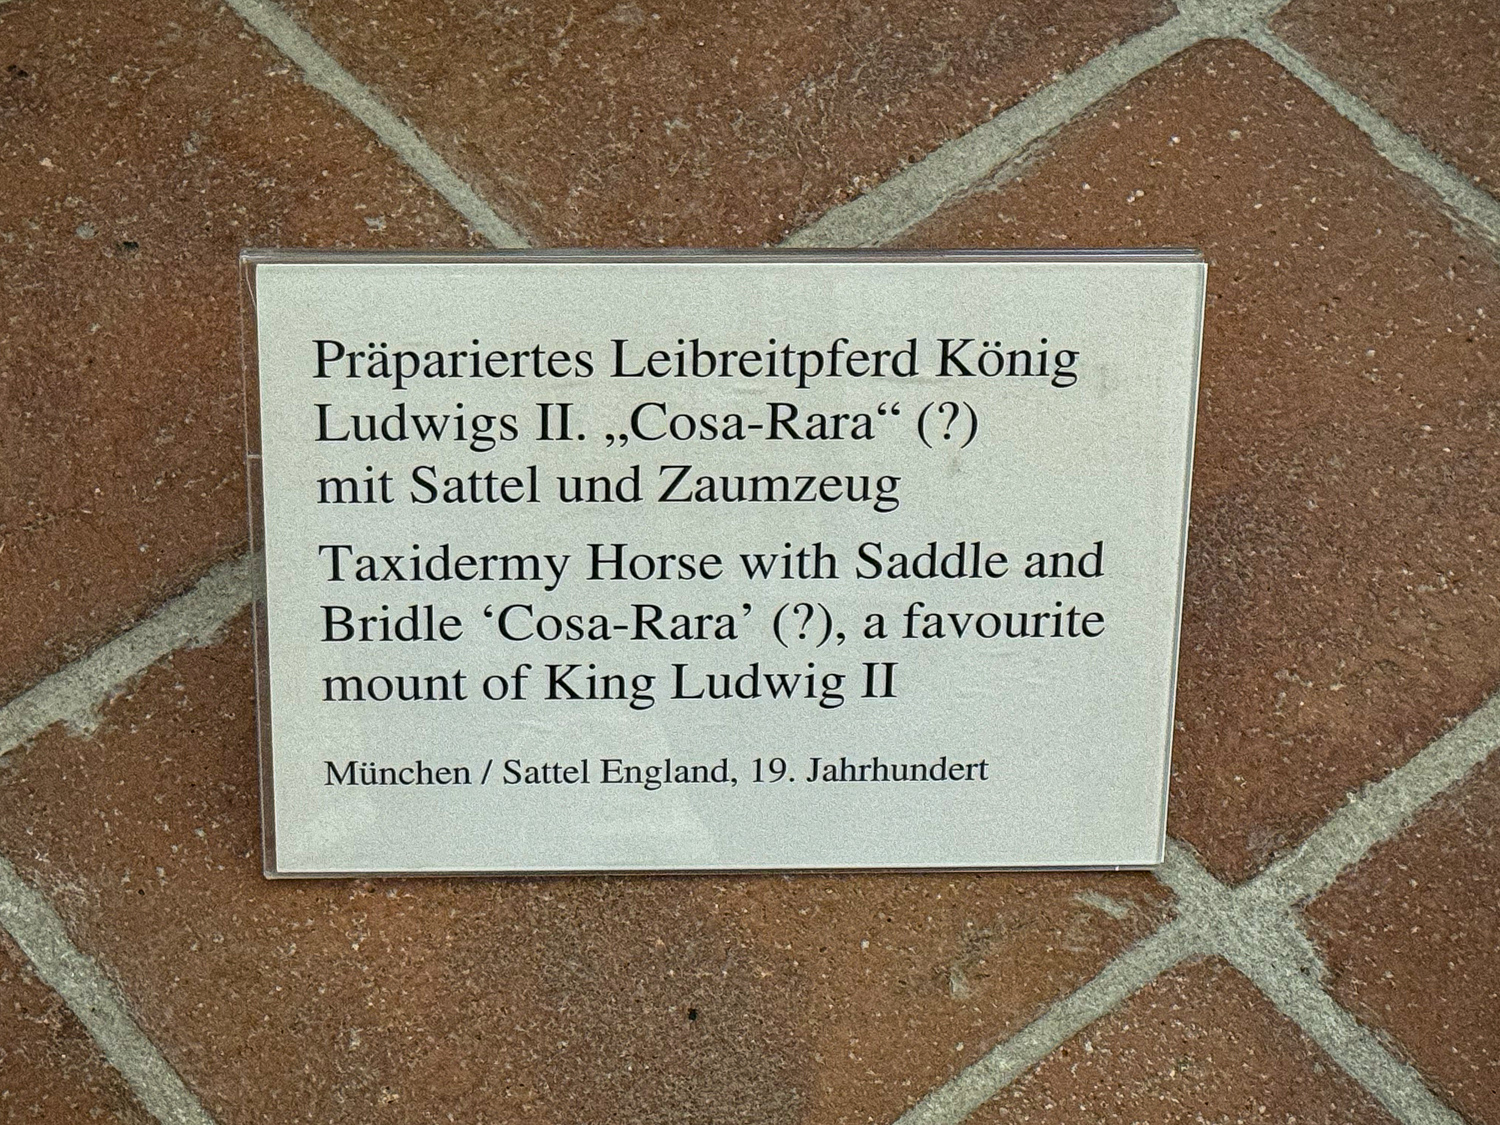 Präpariertes Leibreitpferd König
Ludwigs II. „Cosa-Rara“ (?)
mit Sattel und Zaumzeug
Taxidermy Horse with Saddle and
Bridle ‘Cosa-Rara’ (?), a favourite
mount of King Ludwig II
München / Sattel England, 19. Jahrhundert